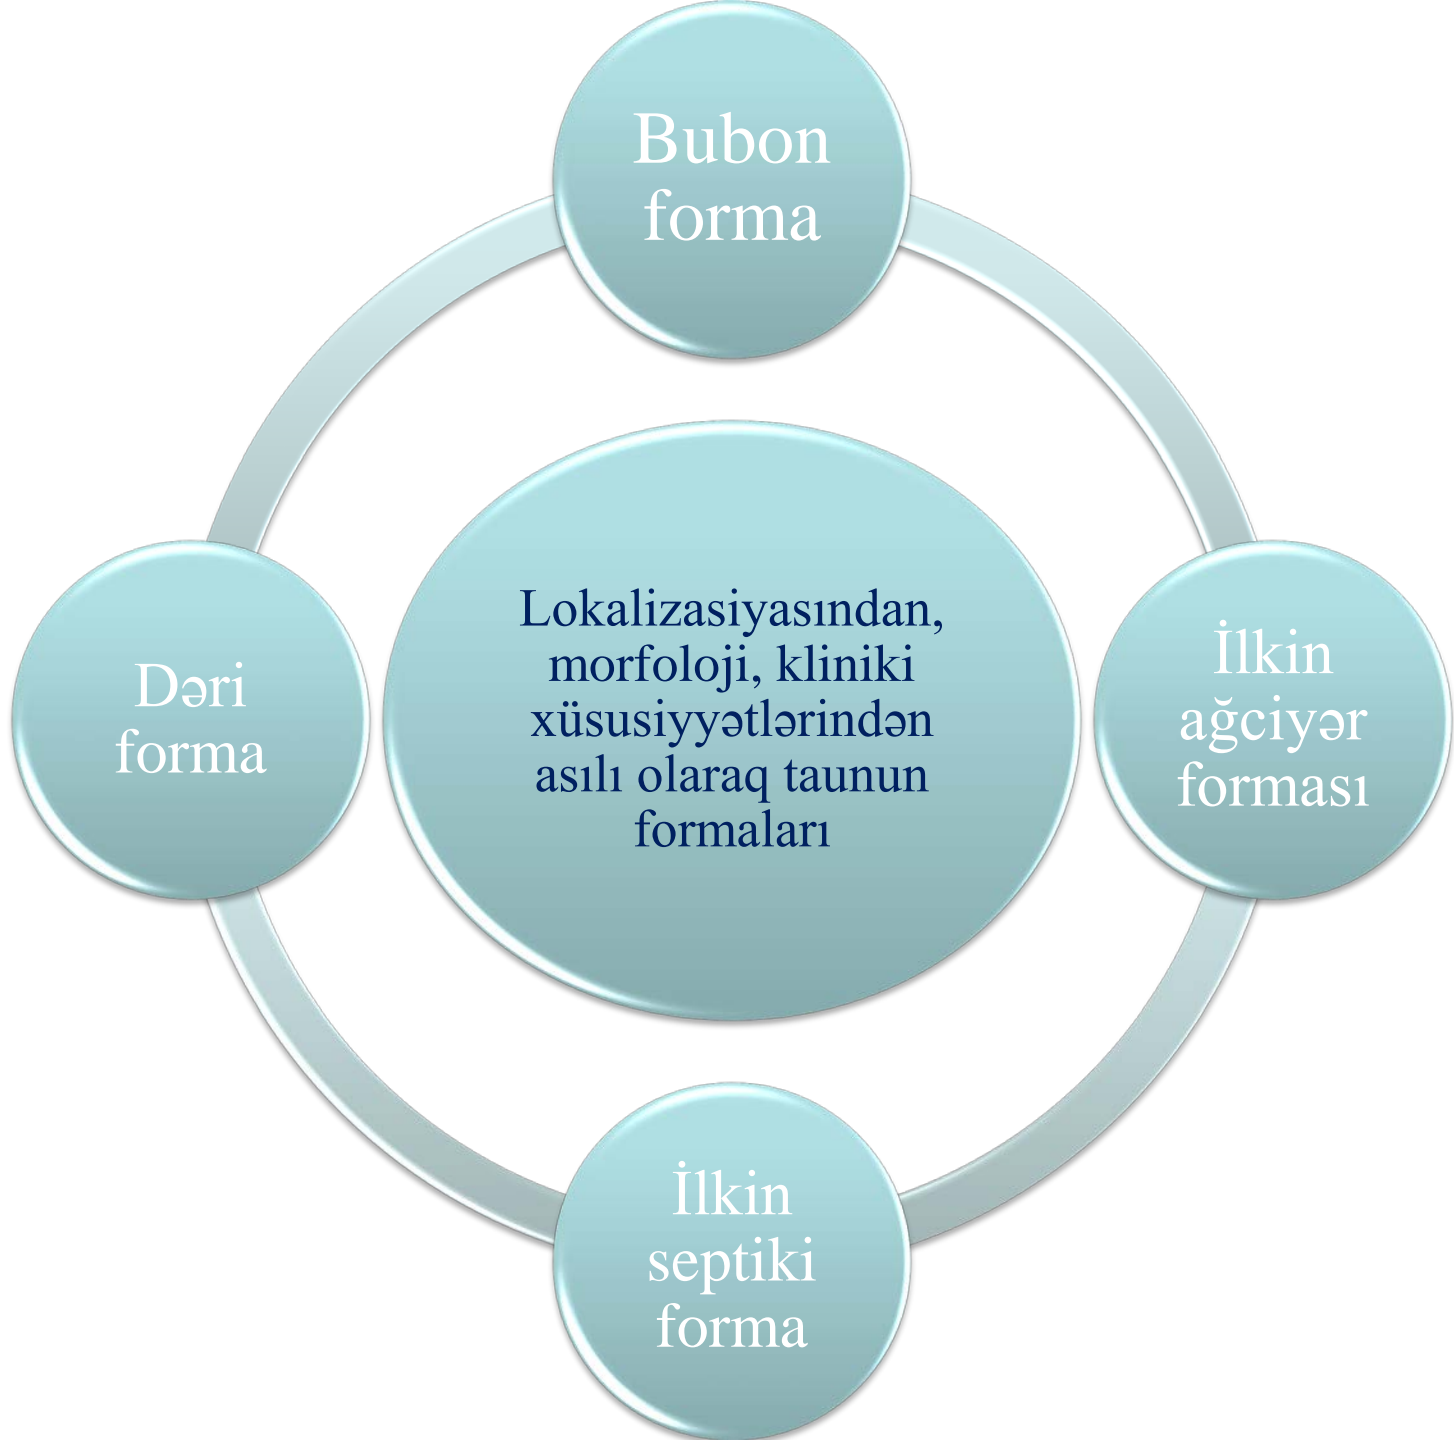 Bubon
forma
Lokalizasiyasından,
morfoloji, kliniki
xüsusiyyətlərindən
asılı olaraq taunun
formaları
İlkin
ağciyər
forması
İlkin
septiki
forma
Dəri
forma